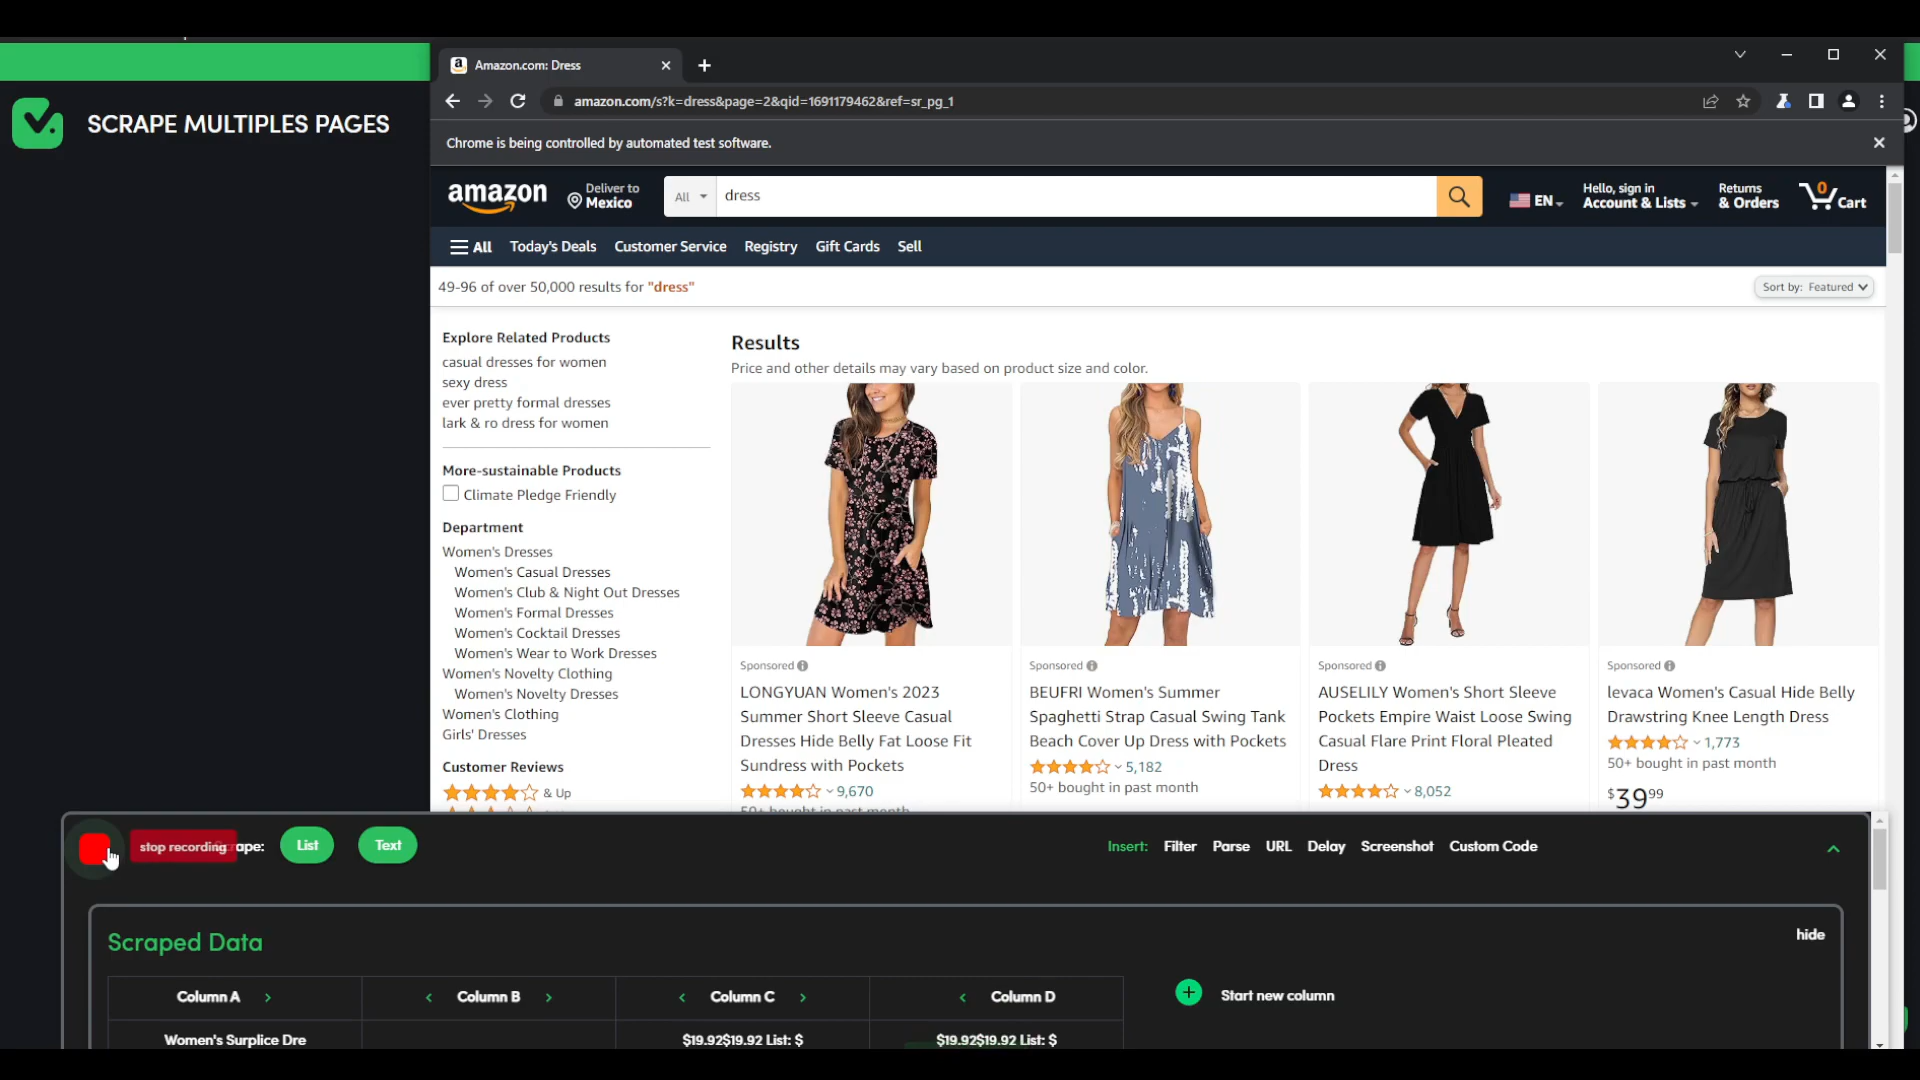 Amazon.com: Dress
amazon.com/s?k=dress&page=2&qid=1691179462&ref=sr_pg_1
SCRAPE MULTIPLES PAGES
Chrome is being controlled by automated test software.
amazon
Deliver to
Mexico
All
dress
EN
Hello, sign in
Account & Lists
Returns
& Orders
0
Cart
All Today's Deals Customer Service Registry Gift Cards Sell
49-96 of over 50,000 results for "dress"
Sort by: Featured
Explore Related Products
casual dresses for women
sexy dress
ever pretty formal dresses
lark & ro dress for women
More-sustainable Products
Climate Pledge Friendly
Department
Women's Dresses
Women's Casual Dresses
Women's Club & Night Out Dresses
Women's Formal Dresses
Women's Cocktail Dresses
Women's Wear to Work Dresses
Women's Novelty Clothing
Women's Novelty Dresses
Women's Clothing
Girls' Dresses
Customer Reviews
& Up
Results
Price and other details may vary based on product size and color.
Sponsored
LONGYUAN Women's 2023
Summer Short Sleeve Casual
Dresses Hide Belly Fat Loose Fit
Sundress with Pockets
9,670
50+ bought in past month
Sponsored
BEUFRI Women's Summer
Spaghetti Strap Casual Swing Tank
Beach Cover Up Dress with Pockets
5,182
50+ bought in past month
Sponsored
AUSELILY Women's Short Sleeve
Pockets Empire Waist Loose Swing
Casual Flare Print Floral Pleated
Dress
8,052
Sponsored
levaca Women's Casual Hide Belly
Drawstring Knee Length Dress
1,773
50+ bought in past month
$39 99
stop recording
rape: List Text
Insert: Filter Parse URL Delay Screenshot Custom Code
Scraped Data
hide
Column A Column B Column C Column D
Start new column
Women's Surplice Dre $19.92$19.92 List: $ $19.92$19.92 List: $